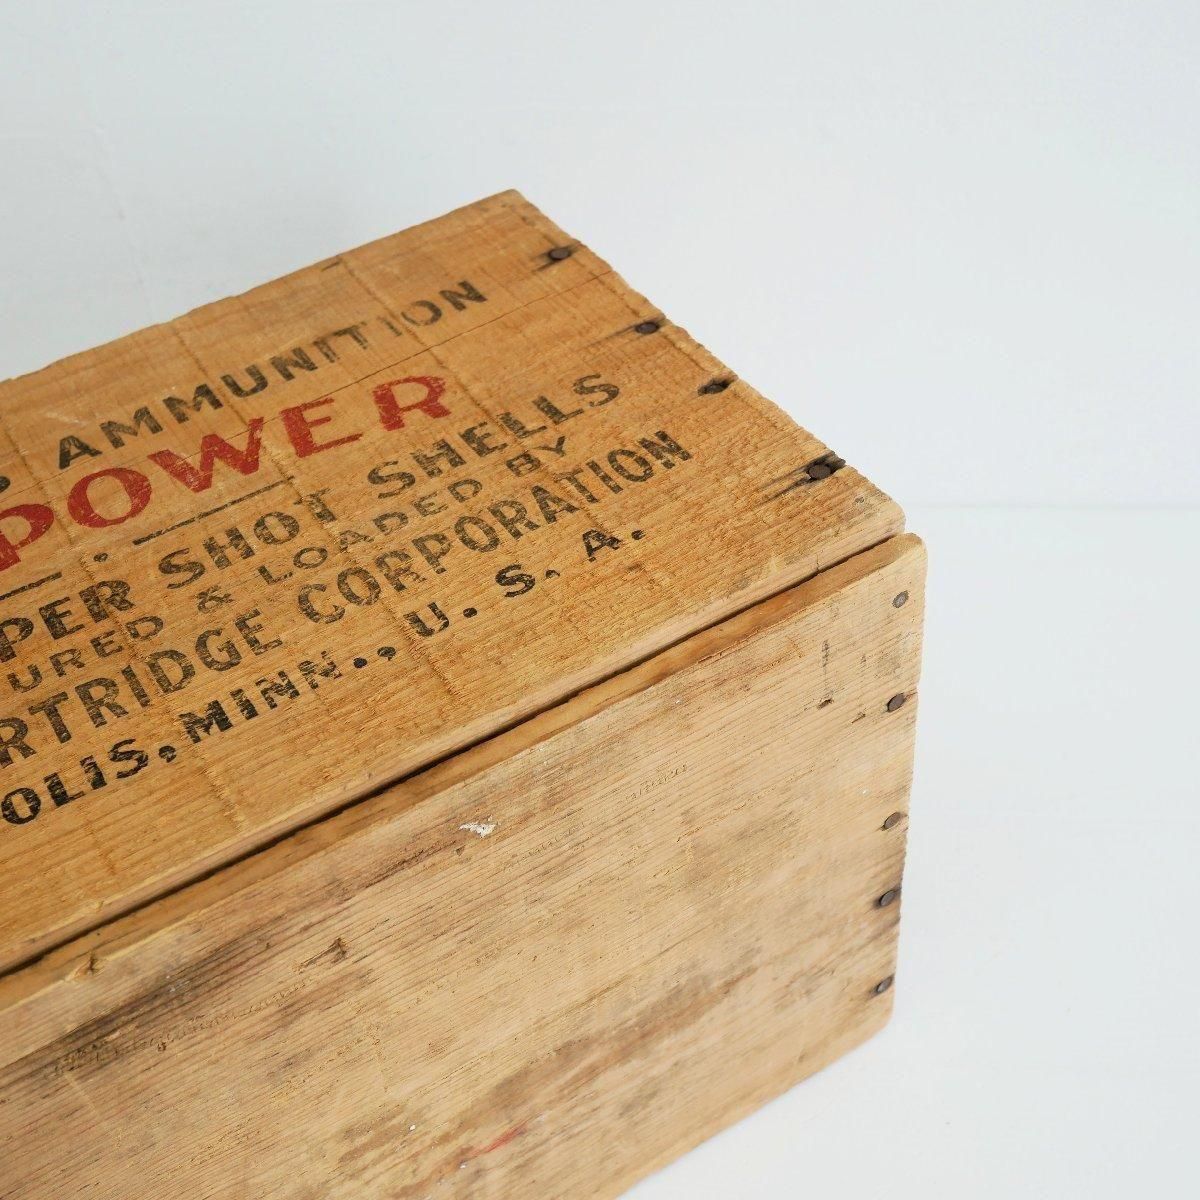 AMMUNITION
POWER
PER SHOT SHELLS
URED & LOADED BY
RTRIDGE CORPORATION
OLIS, MINN., U. S. A.